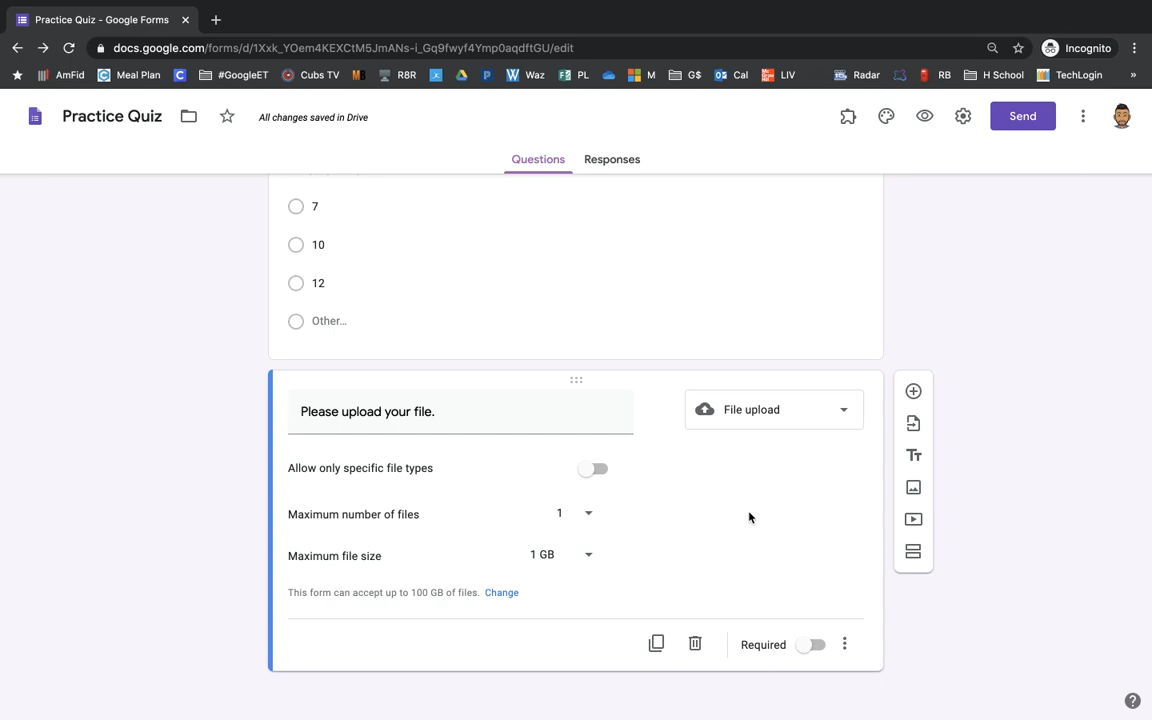 Practice Quiz - Google Forms
docs.google.com/forms/d/1Xxk_YOem4KEXCtM5JmANs-i_Gq9fwyf4Ymp0aqdftGU/edit
Incognito
AmFid Meal Plan #GoogleET Cubs TV R8R Waz PL M G$ Cal LIV Radar RB H School TechLogin »
Practice Quiz
All changes saved in Drive
Send
Questions Responses
7
10
12
Other...
Please upload your file.
File upload
Allow only specific file types
Maximum number of files 1
Maximum file size 1 GB
This form can accept up to 100 GB of files. Change
Required